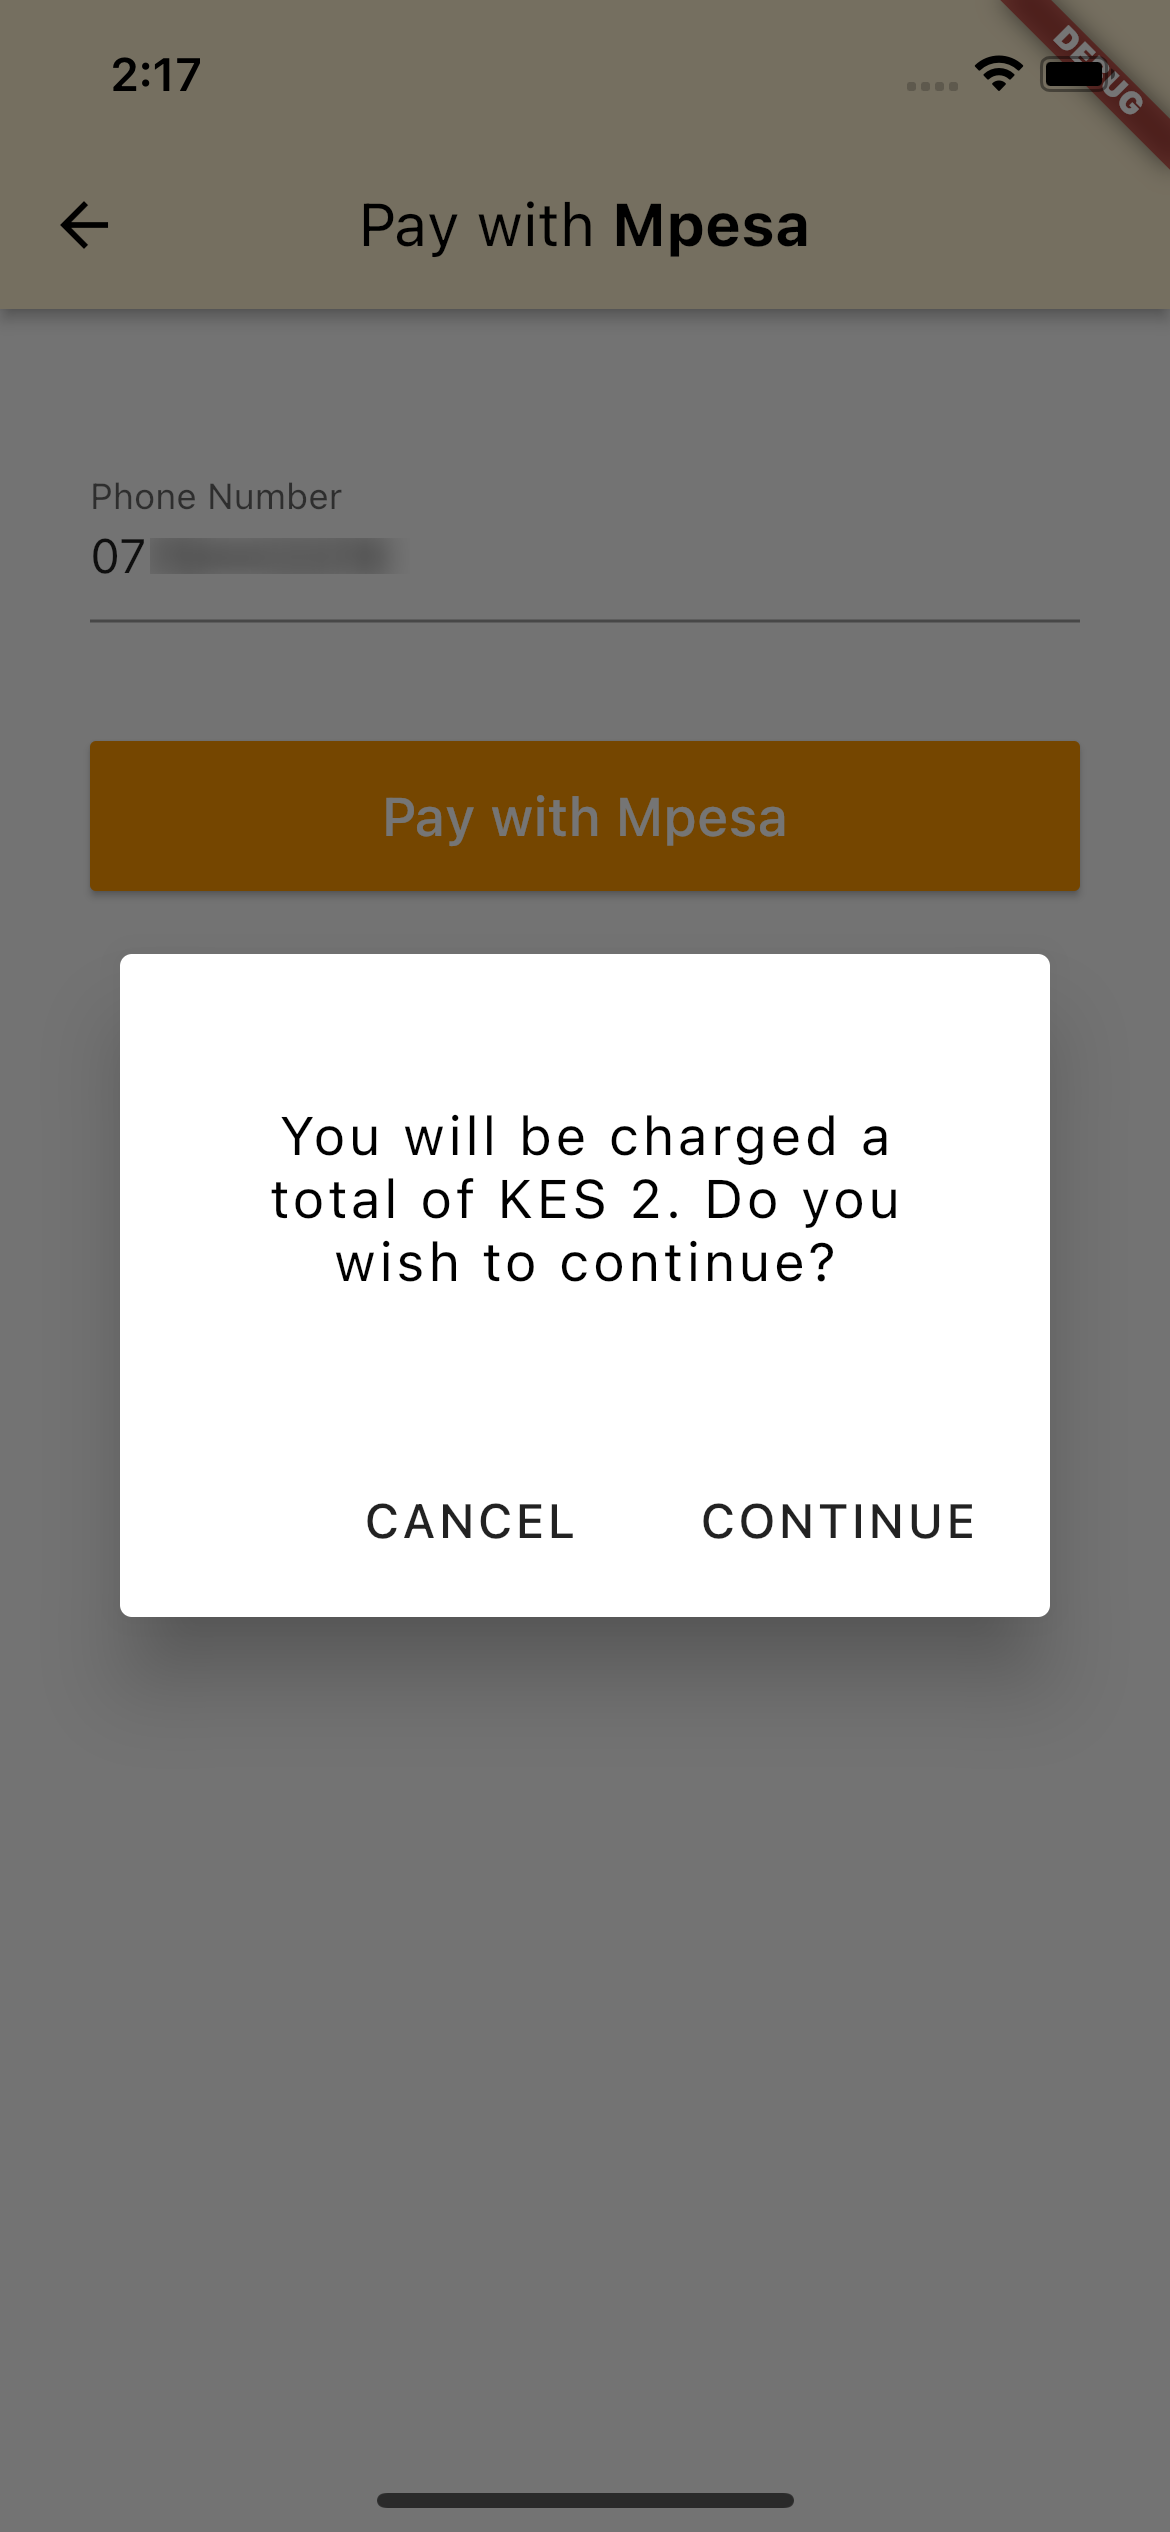 2:17
DEBUG
Pay with Mpesa
Phone Number
07
Pay with Mpesa
You will be charged a
total of KES 2. Do you
wish to continue?
CANCEL CONTINUE